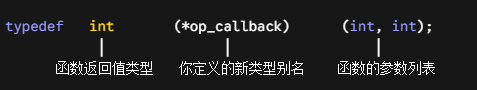 typedef int (*op_callback) (int, int);
函数返回值类型 你定义的新类型别名 函数的参数列表